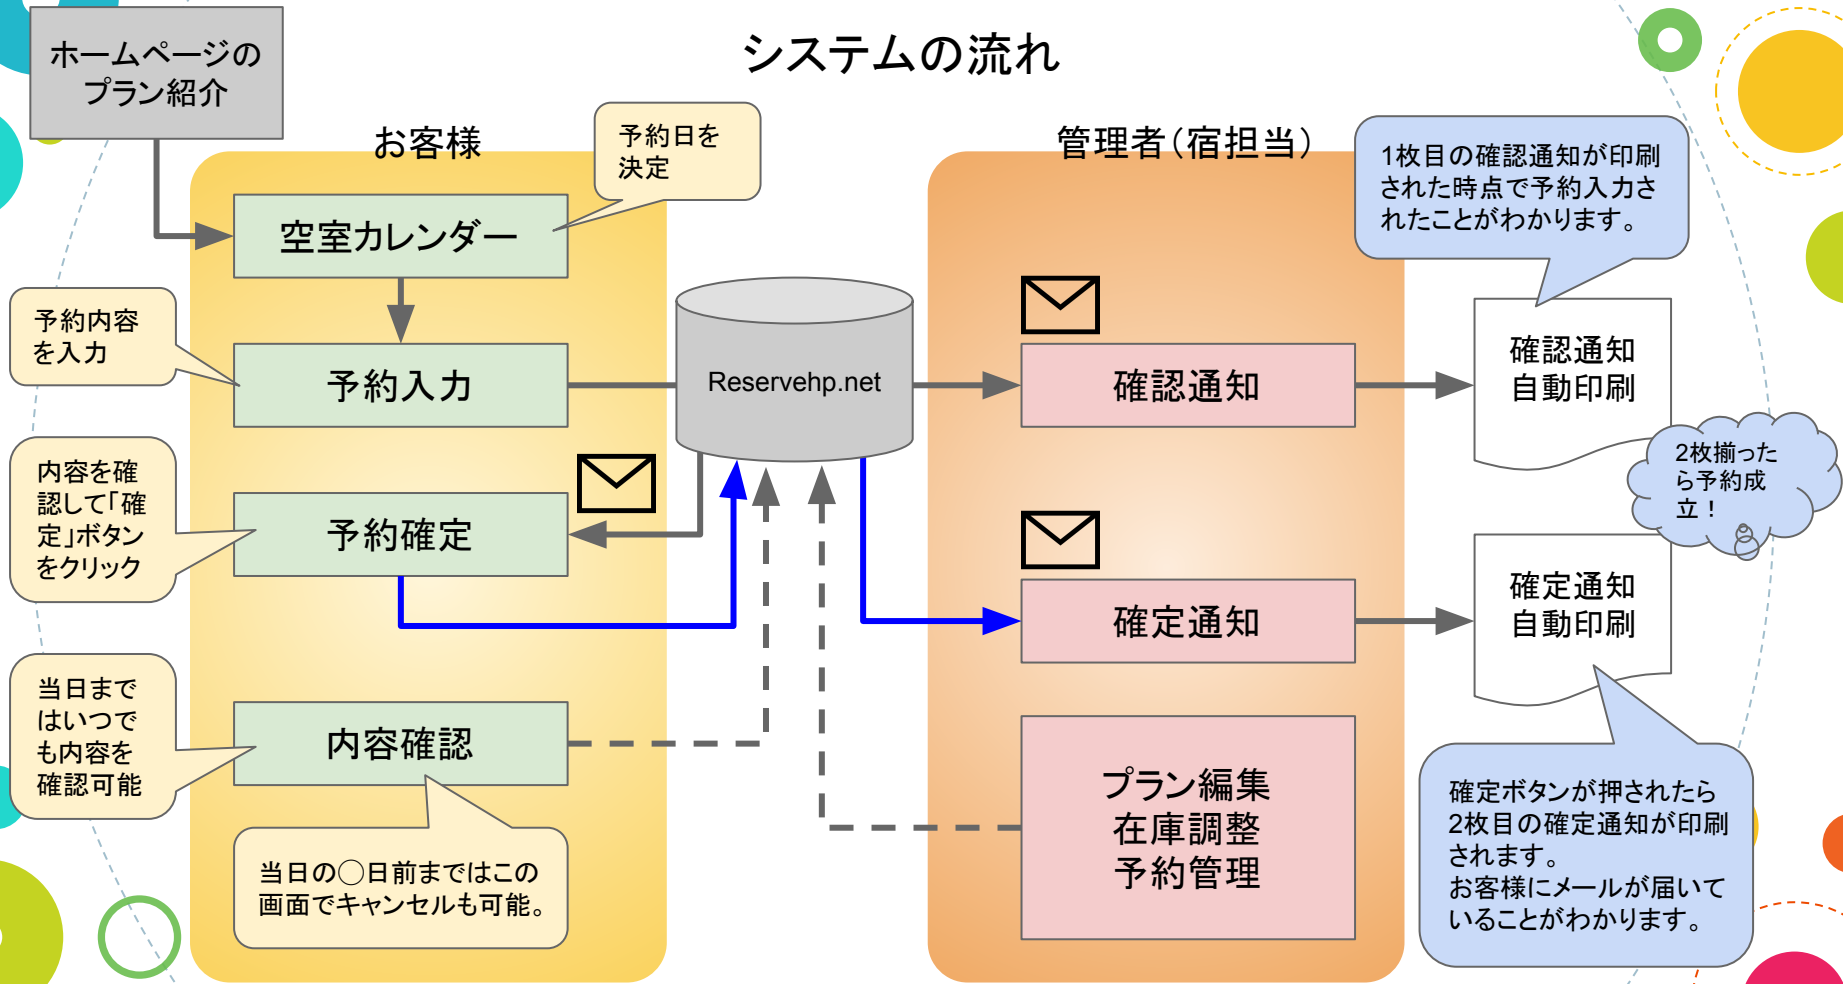 システムの流れ
ホームページの
プラン紹介
お客様
予約日を
決定
空室カレンダー
予約内容
を入力
予約入力
内容を確
認して「確
定」ボタン
をクリック
予約確定
当日まで
はいつで
も内容を
確認可能
内容確認
当日の◯日前まではこの
画面でキャンセルも可能。
Reservehp.net
管理者（宿担当）
確認通知
確定通知
プラン編集
在庫調整
予約管理
1枚目の確認通知が印刷
された時点で予約入力さ
れたことがわかります。
確認通知
自動印刷
2枚揃った
ら予約成
立！
確定通知
自動印刷
確定ボタンが押されたら
2枚目の確定通知が印刷
されます。
お客様にメールが届いて
いることがわかります。